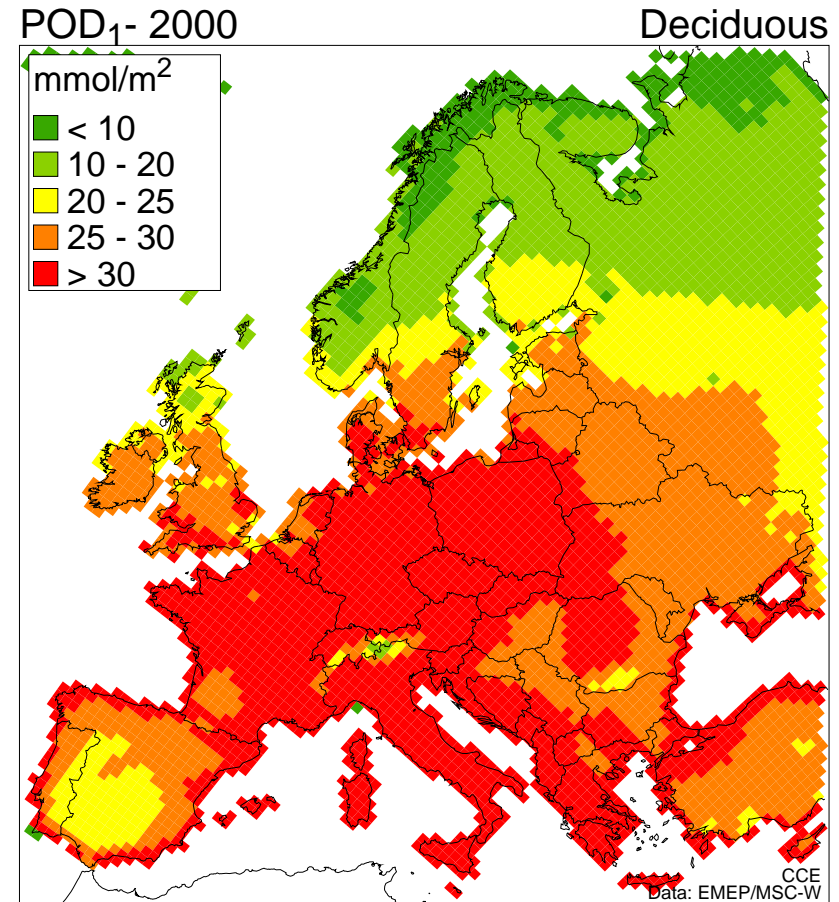 POD₁- 2000
Deciduous
mmol/m²
< 10
10 - 20
20 - 25
25 - 30
> 30
CCE
Data: EMEP/MSC-W